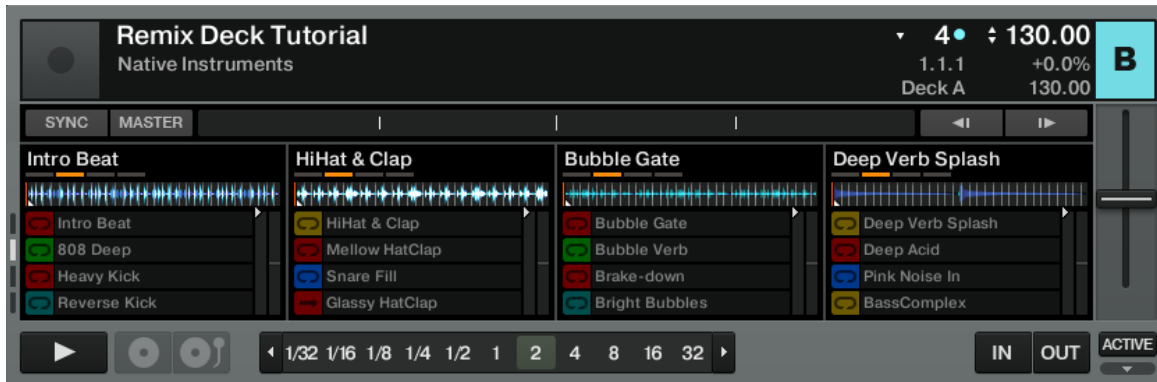 Remix Deck Tutorial
4
130.00
B
Native Instruments
1.1.1
+0.0%
Deck A
130.00
SYNC
MASTER
Intro Beat
HiHat & Clap
Bubble Gate
Deep Verb Splash
Intro Beat
HiHat & Clap
Bubble Gate
Deep Verb Splash
808 Deep
Mellow HatClap
Bubble Verb
Deep Acid
Heavy Kick
Snare Fill
Brake-down
Pink Noise In
Reverse Kick
Glassy HatClap
Bright Bubbles
BassComplex
1/32 1/16 1/8 1/4 1/2 1 2 4 8 16 32
IN
OUT
ACTIVE